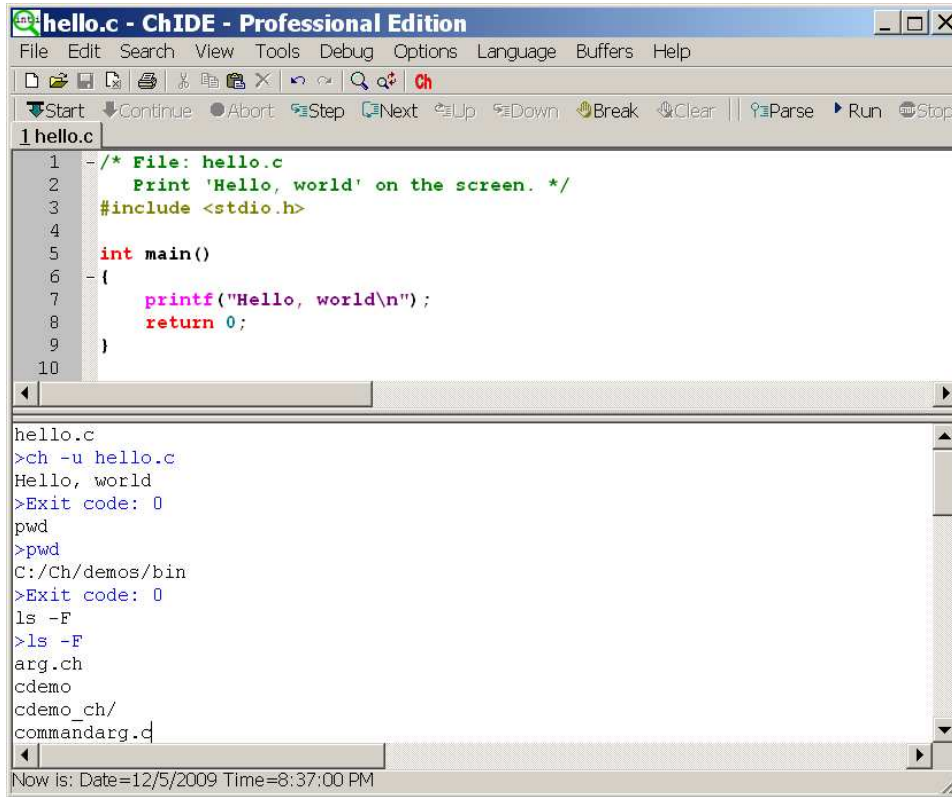 hello.c - ChIDE - Professional Edition
File Edit Search View Tools Debug Options Language Buffers Help
Ch
Start Continue Abort Step Next Up Down Break Clear Parse Run Stop
1 hello.c
1 /* File: hello.c
2 Print 'Hello, world' on the screen. */
3 #include <stdio.h>
4
5 int main()
6 {
7 printf("Hello, world\n");
8 return 0;
9 }
10
hello.c
>ch -u hello.c
Hello, world
>Exit code: 0
pwd
>pwd
C:/Ch/demos/bin
>Exit code: 0
ls -F
>ls -F
arg.ch
cdemo
cdemo_ch/
commandarg.c
Now is: Date=12/5/2009 Time=8:37:00 PM